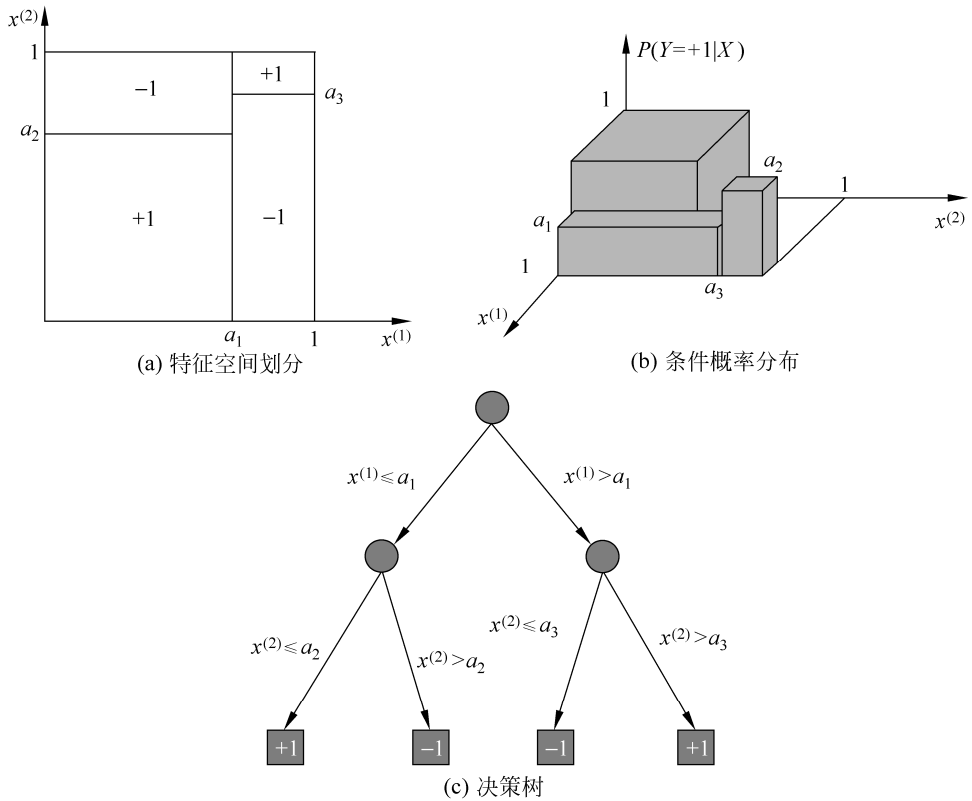 x(2)
1
−1
+1
a3
a2
+1
−1
a1
1
x(1)
(a) 特征空间划分
P(Y=+1|X)
1
a2
1
x(2)
a1
1
a3
x(1)
(b) 条件概率分布
x(1)≤a1
x(1)>a1
x(2)≤a2
x(2)>a2
x(2)≤a3
x(2)>a3
+1
−1
−1
+1
(c) 决策树